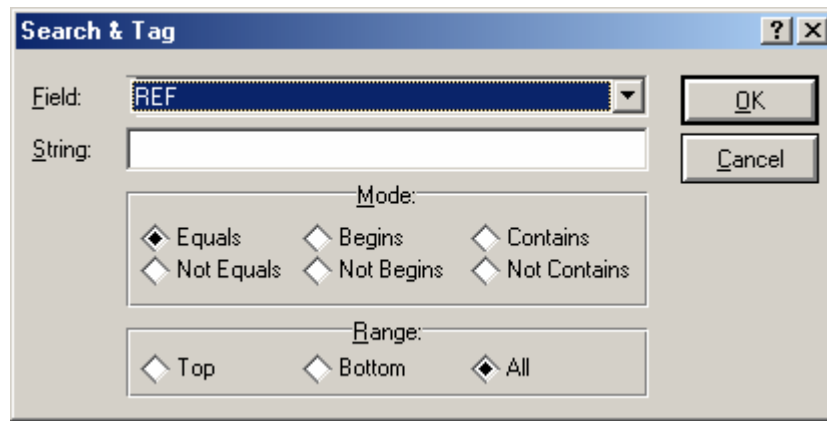 Search & Tag
Field: REF OK
String: Cancel
Mode:
Equals Begins Contains
Not Equals Not Begins Not Contains
Range:
Top Bottom All